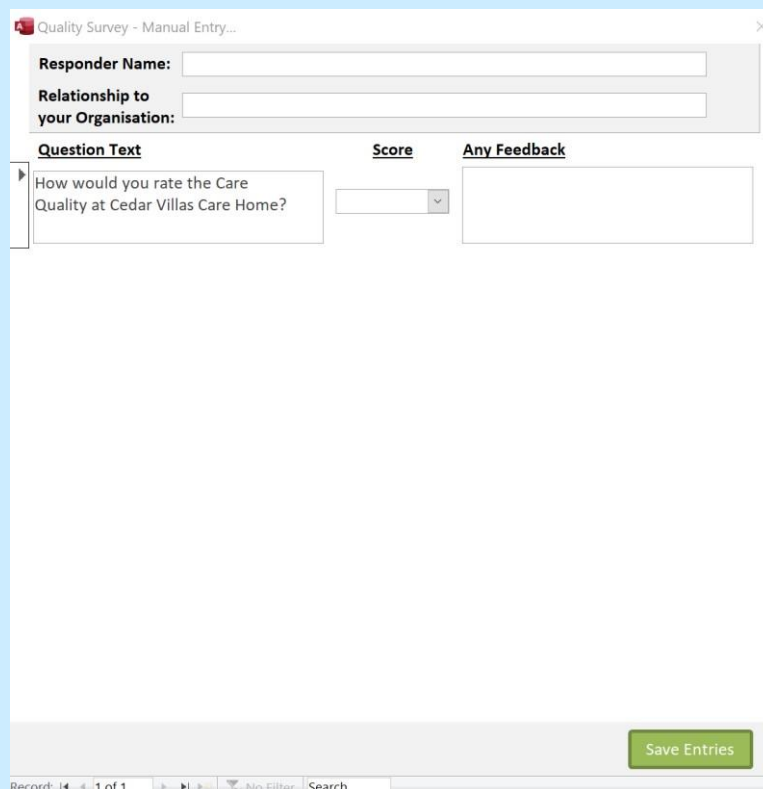 Quality Survey - Manual Entry...
Responder Name:
Relationship to
your Organisation:
Question Text Score Any Feedback
How would you rate the Care
Quality at Cedar Villas Care Home?
Save Entries
Record: 1 of 1 No Filter Search